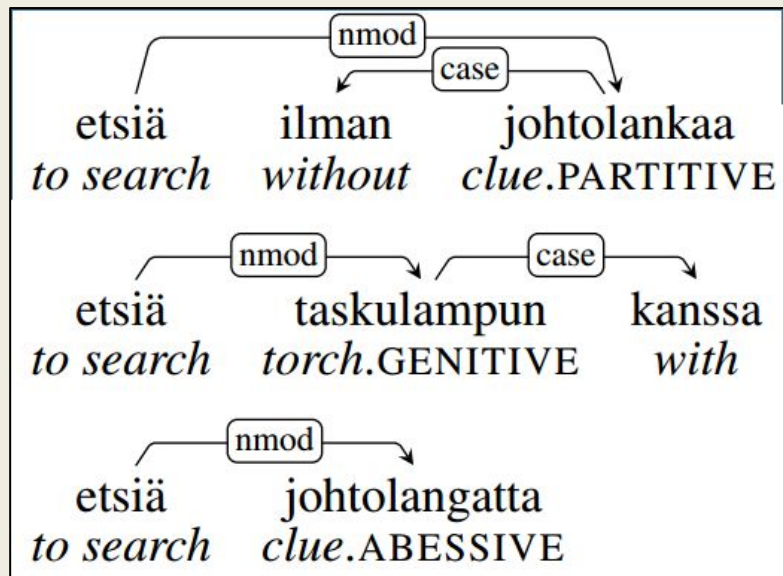 nmod
case
etsiä ilman johtolankaa
to search without clue.PARTITIVE
nmod case
etsiä taskulampun kanssa
to search torch.GENITIVE with
nmod
etsiä johtolangatta
to search clue.ABESSIVE